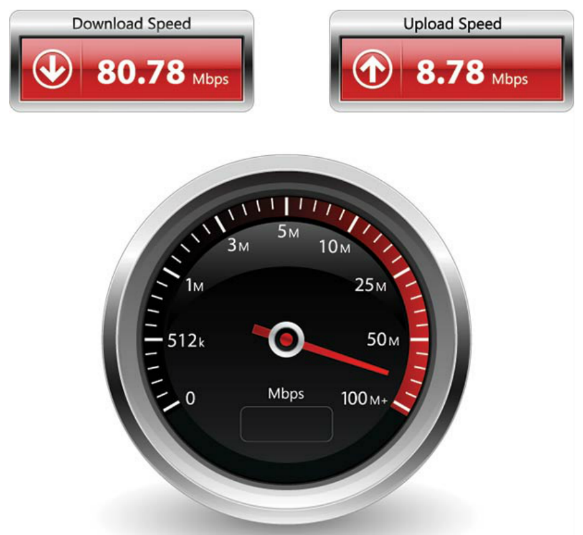 Download Speed
80.78 Mbps
Upload Speed
8.78 Mbps
5M
3M
10M
1M
25M
512k
50M
0
Mbps
100M+